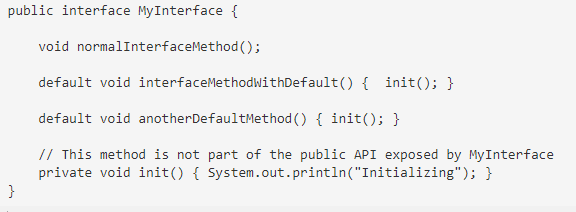 public interface MyInterface {
    void normalInterfaceMethod();
    default void interfaceMethodWithDefault() {  init(); }
    default void anotherDefaultMethod() { init(); }
    // This method is not part of the public API exposed by MyInterface
    private void init() { System.out.println("Initializing"); }
}